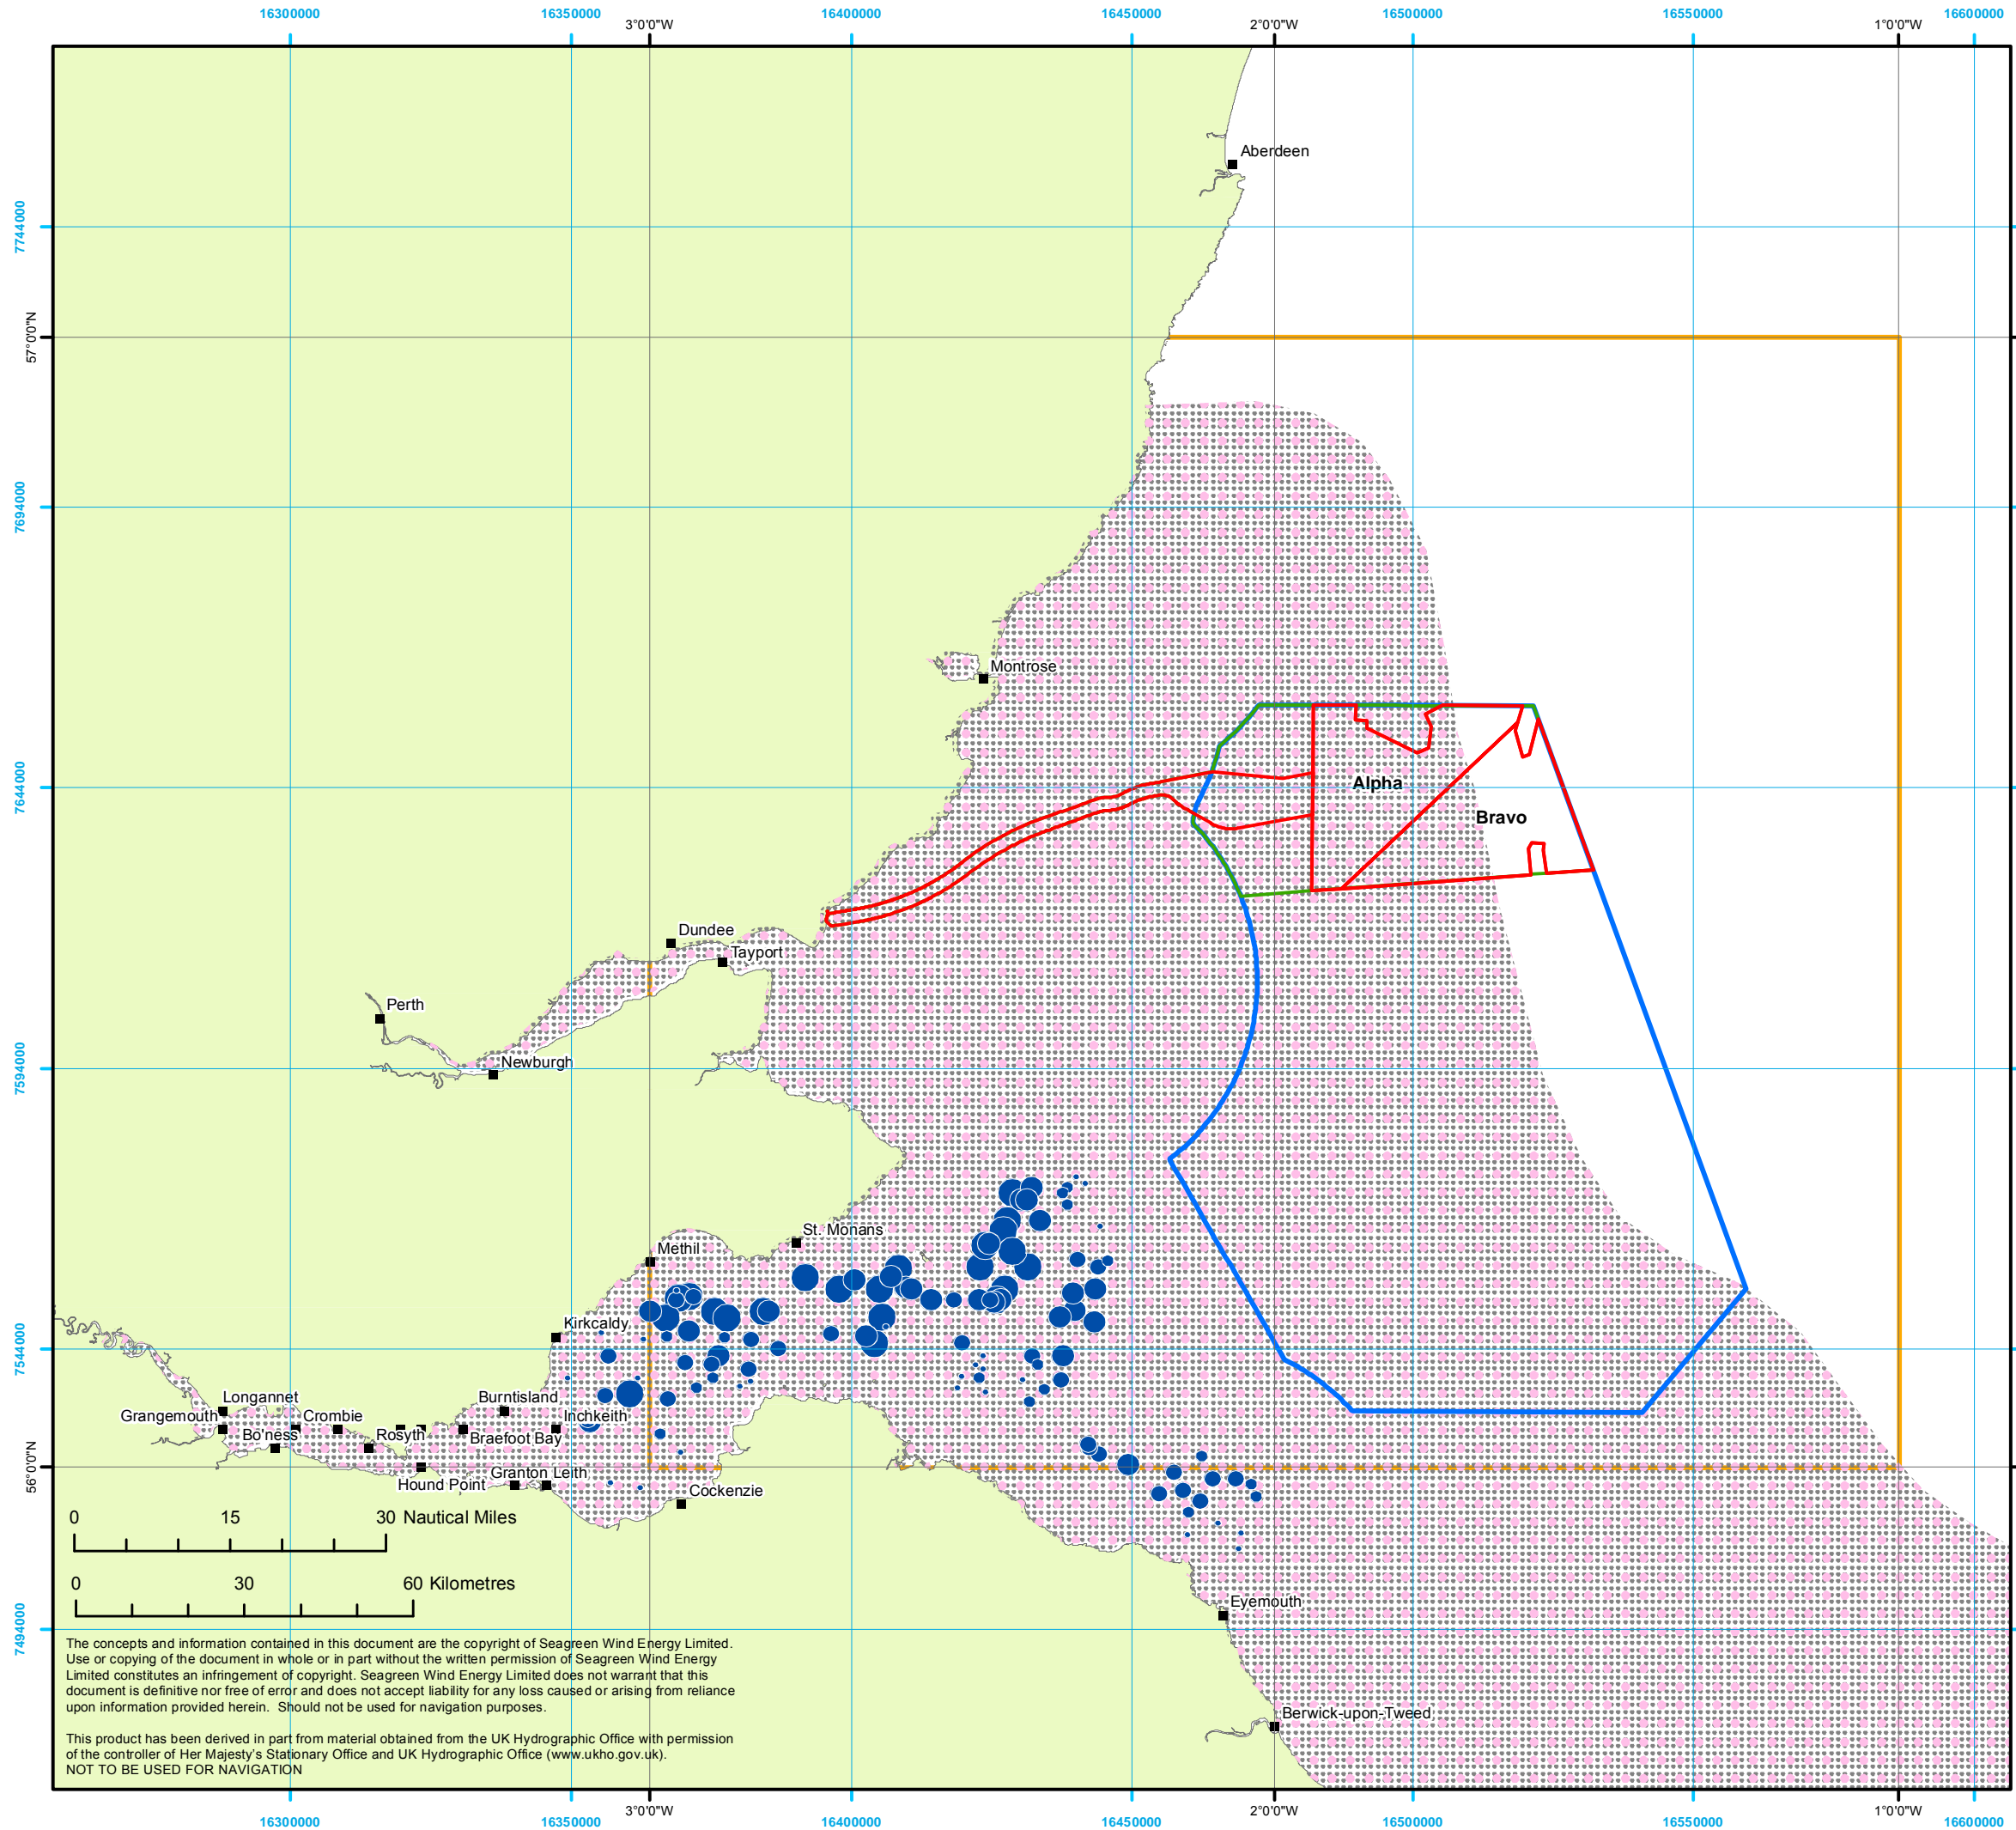 16300000
16350000
16400000
16450000
16500000
16550000
16600000
3°0'0"W
2°0'0"W
1°0'0"W
Aberdeen
7744000
57°0'0"N
7694000
Montrose
7644000
Alpha
Bravo
Dundee
Tayport
Perth
Newburgh
7594000
St. Monans
Methil
Kirkcaldy
7544000
Longannet
Burntisland
Grangemouth
Crombie
Inchkeith
Bo'ness
Rosyth
Braefoot Bay
56°0'0"N
Granton Leith
Hound Point
Cockenzie
0 15 30 Nautical Miles
0 30 60 Kilometres
Eyemouth
7494000
The concepts and information contained in this document are the copyright of Seagreen Wind Energy Limited.
Use or copying of the document in whole or in part without the written permission of Seagreen Wind Energy
Limited constitutes an infringement of copyright. Seagreen Wind Energy Limited does not warrant that this
document is definitive nor free of error and does not accept liability for any loss caused or arising from reliance
upon information provided herein. Should not be used for navigation purposes.
Berwick-upon-Tweed
This product has been derived in part from material obtained from the UK Hydrographic Office with permission
of the controller of Her Majesty's Stationary Office and UK Hydrographic Office (www.ukho.gov.uk).
NOT TO BE USED FOR NAVIGATION
3°0'0"W
2°0'0"W
1°0'0"W
16300000
16350000
16400000
16450000
16500000
16550000
16600000